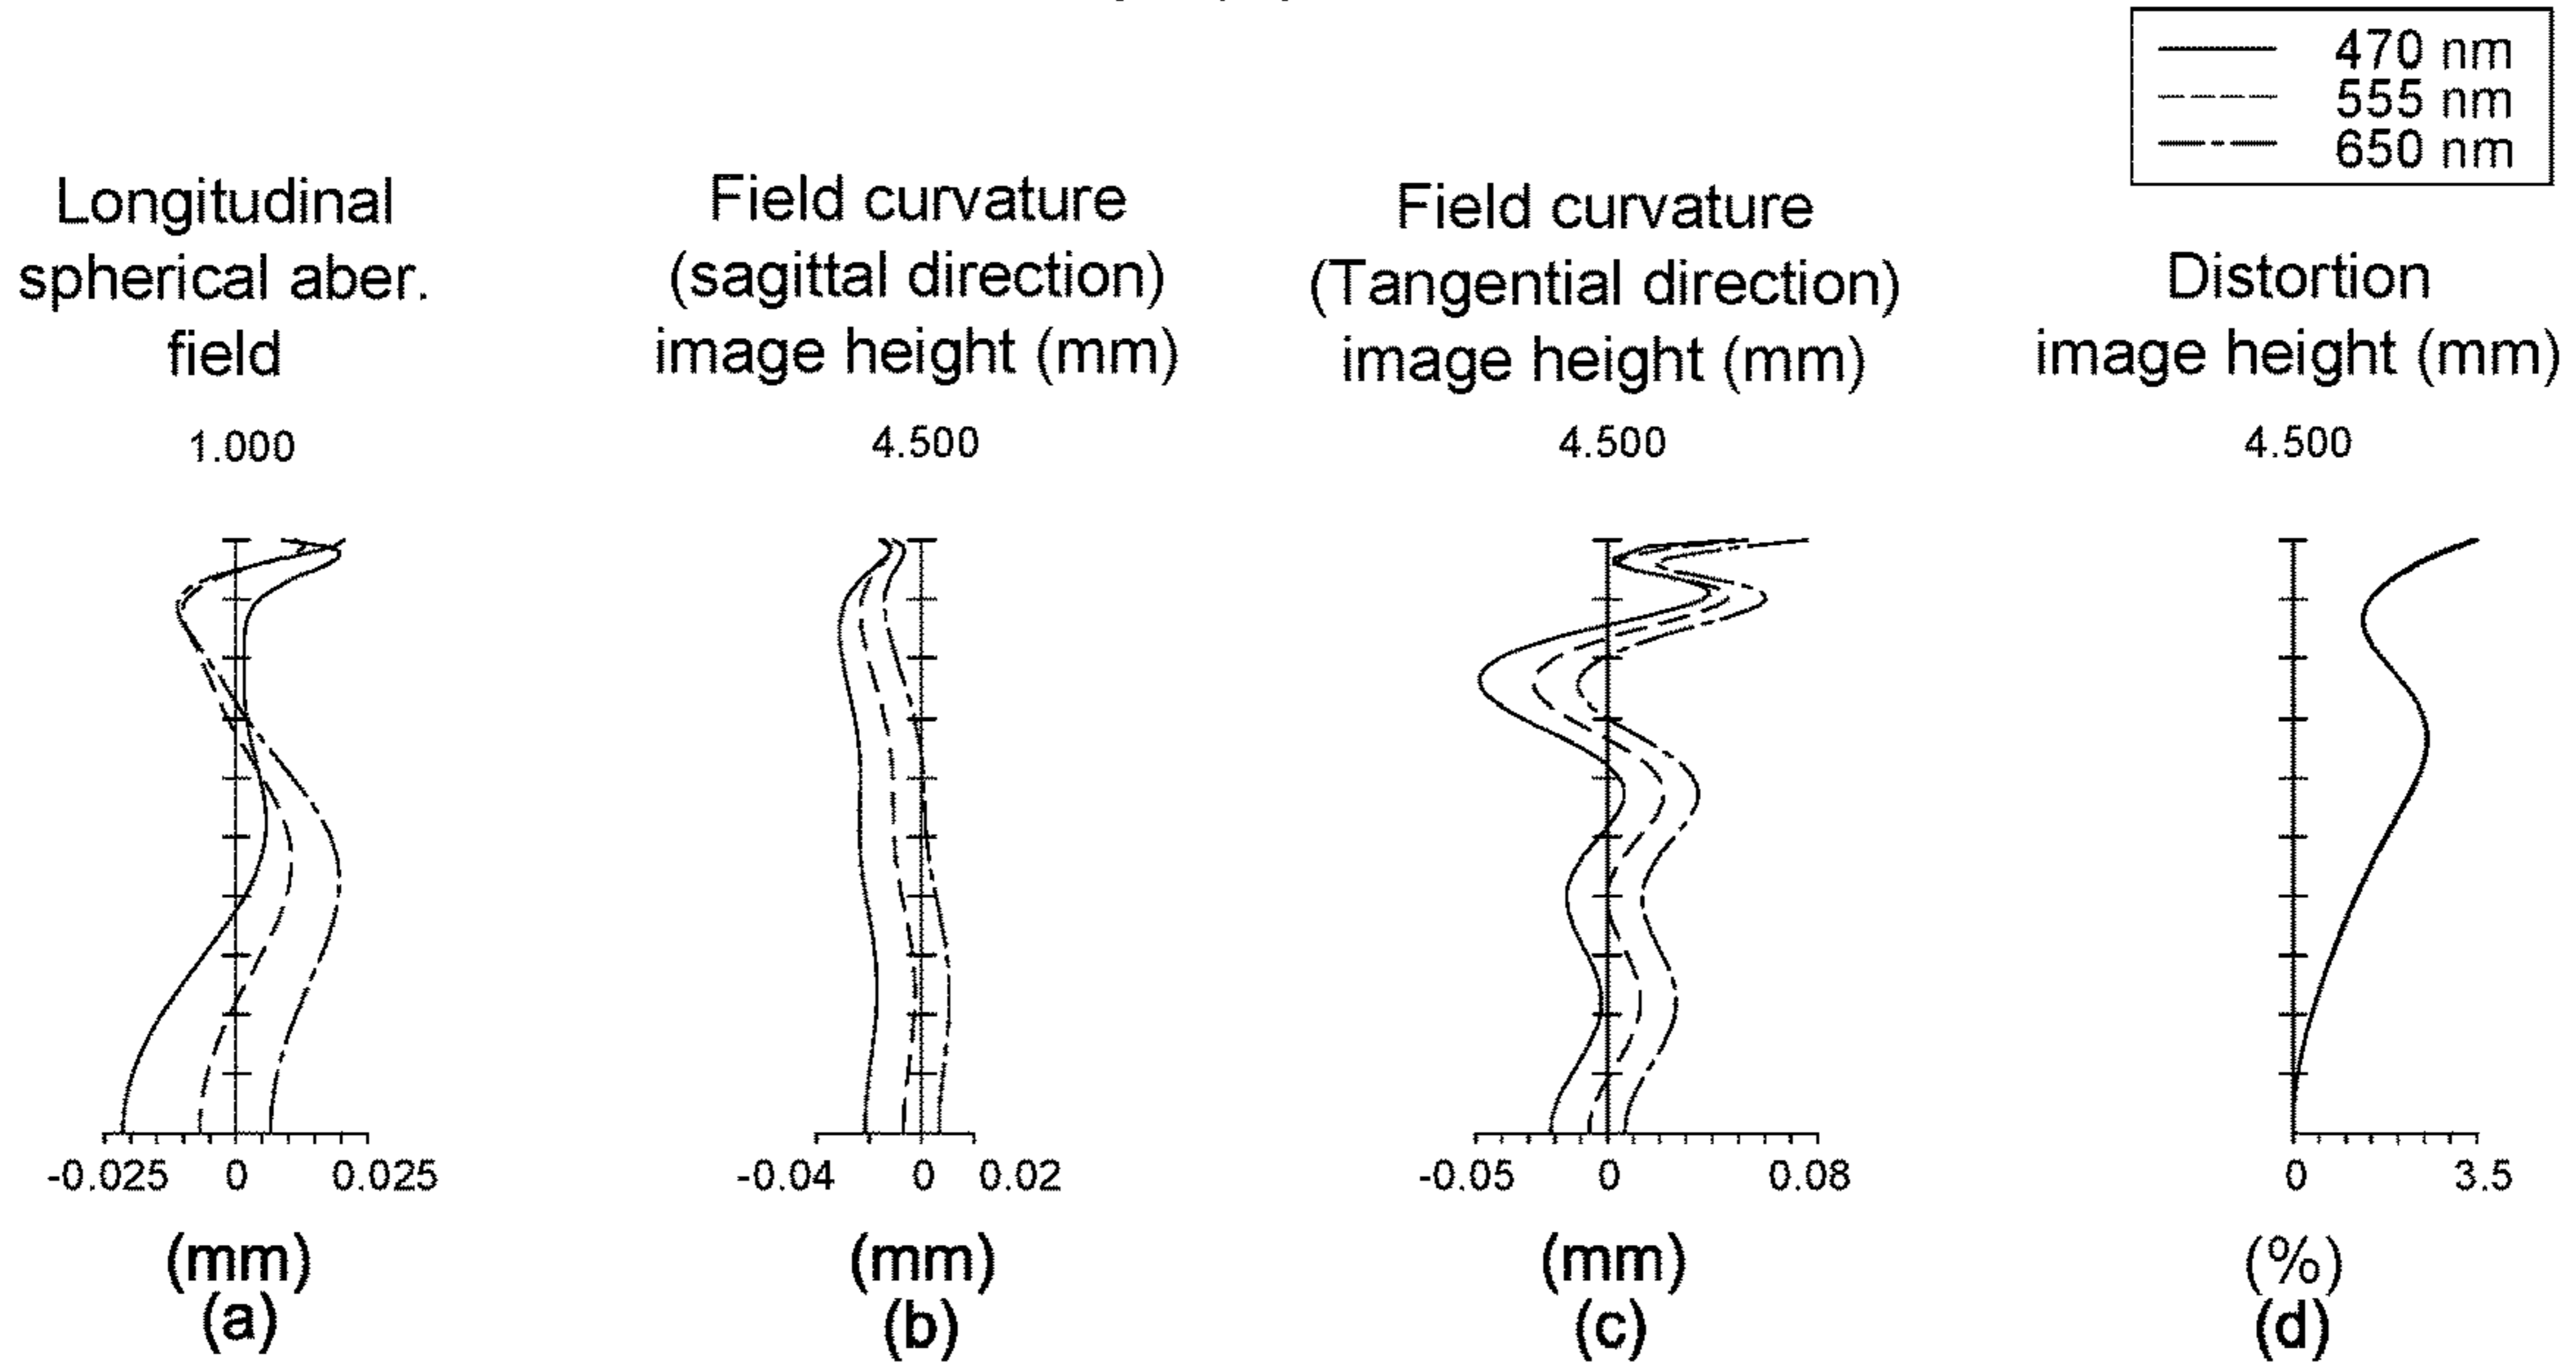 470 nm
555 nm
650 nm
Longitudinal
spherical aber.
field
1.000
-0.025 0 0.025
(mm)
(a)
Field curvature
(sagittal direction)
image height (mm)
4.500
-0.04 0 0.02
(mm)
(b)
Field curvature
(Tangential direction)
image height (mm)
4.500
-0.05 0 0.08
(mm)
(c)
Distortion
image height (mm)
4.500
0 3.5
(%)
(d)